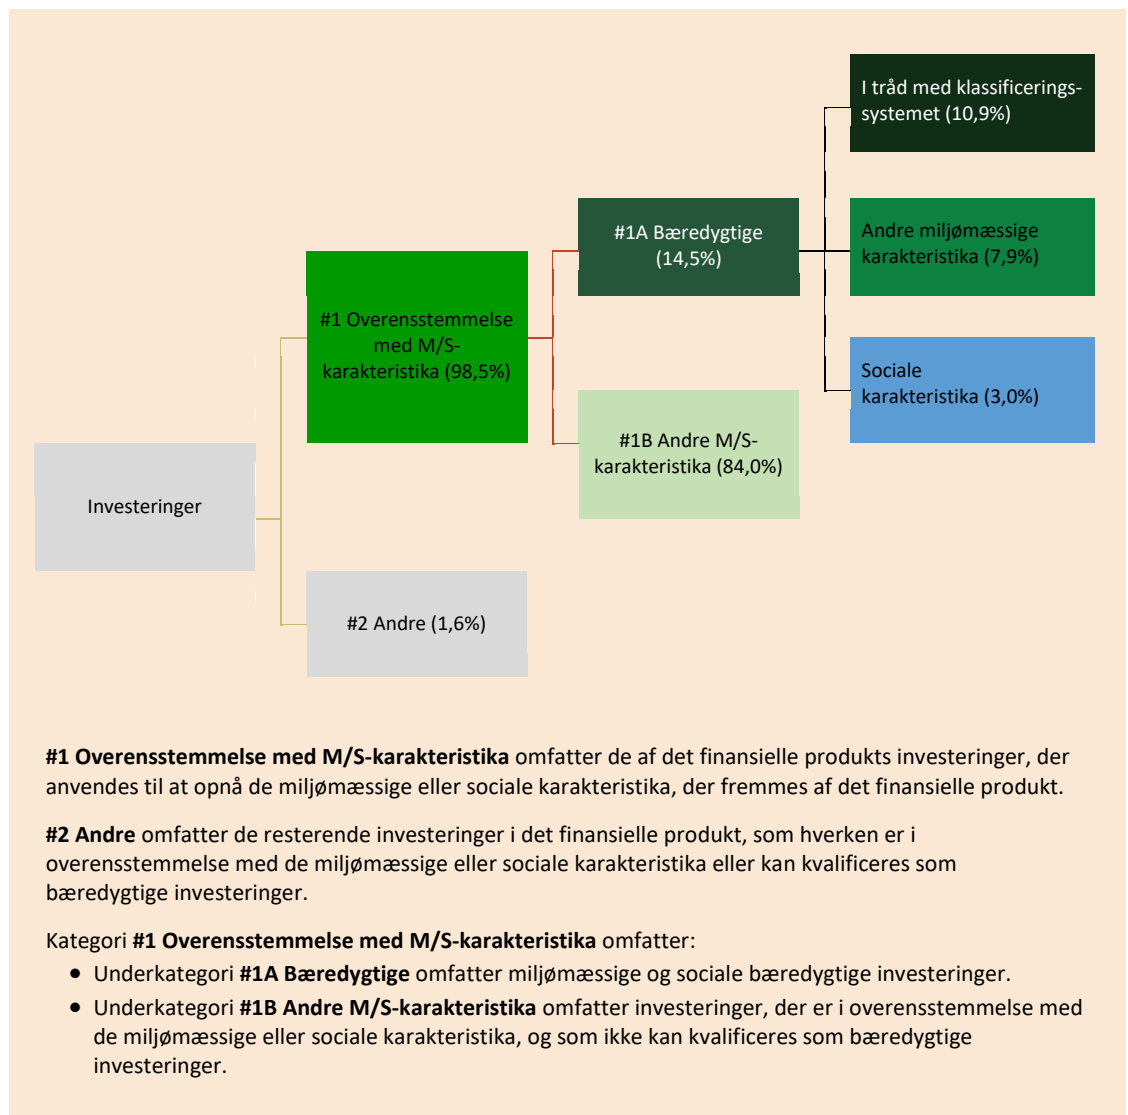 I tråd med klassificerings-
systemet (10,9%)
#1A Bæredygtige
(14,5%)
Andre miljømæssige
karakteristika (7,9%)
#1 Overensstemmelse
med M/S-
karakteristika (98,5%)
Sociale
karakteristika (3,0%)
#1B Andre M/S-
karakteristika (84,0%)
Investeringer
#2 Andre (1,6%)
#1 Overensstemmelse med M/S-karakteristika omfatter de af det finansielle produkts investeringer, der
anvendes til at opnå de miljømæssige eller sociale karakteristika, der fremmes af det finansielle produkt.
#2 Andre omfatter de resterende investeringer i det finansielle produkt, som hverken er i
overensstemmelse med de miljømæssige eller sociale karakteristika eller kan kvalificeres som
bæredygtige investeringer.
Kategori #1 Overensstemmelse med M/S-karakteristika omfatter:
• Underkategori #1A Bæredygtige omfatter miljømæssige og sociale bæredygtige investeringer.
• Underkategori #1B Andre M/S-karakteristika omfatter investeringer, der er i overensstemmelse med
de miljømæssige eller sociale karakteristika, og som ikke kan kvalificeres som bæredygtige
investeringer.